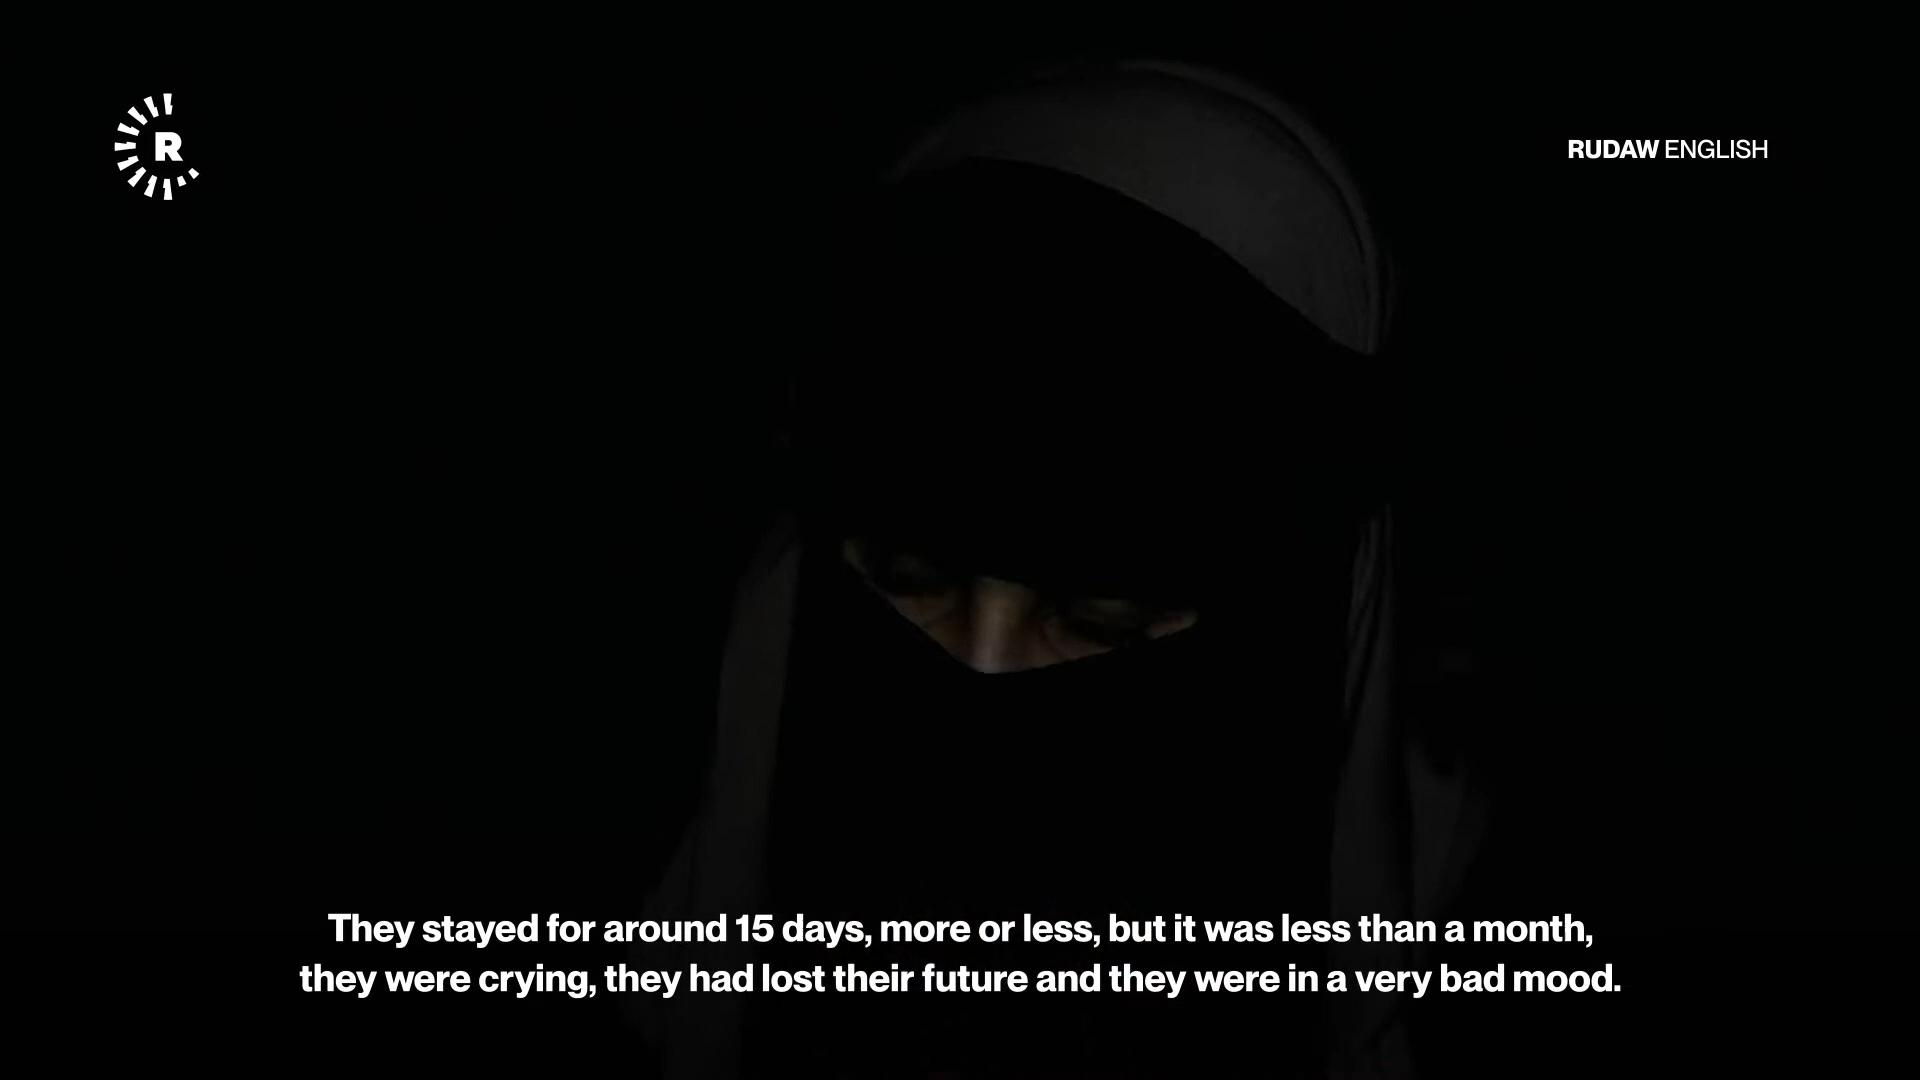 R
RUDAW ENGLISH
They stayed for around 15 days, more or less, but it was less than a month,
they were crying, they had lost their future and they were in a very bad mood.